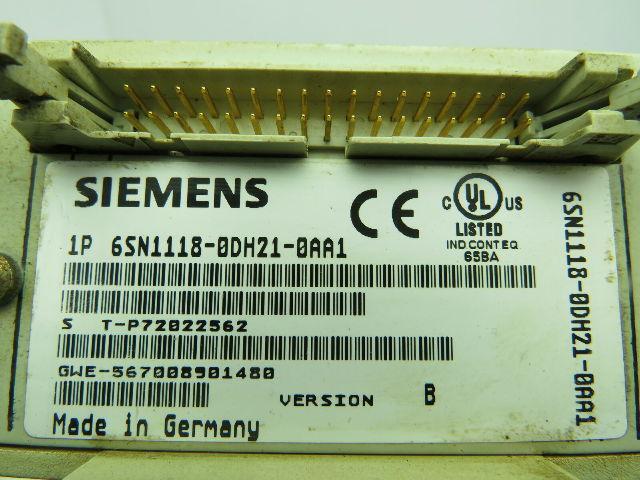 SIEMENS
CE
C UL US
LISTED
IND CONT EQ
65BA
1P 6SN1118-0DH21-0AA1
S T-P72022562
GWE-567008901480
VERSION B
Made in Germany
6SN1118-0DH21-0AA1